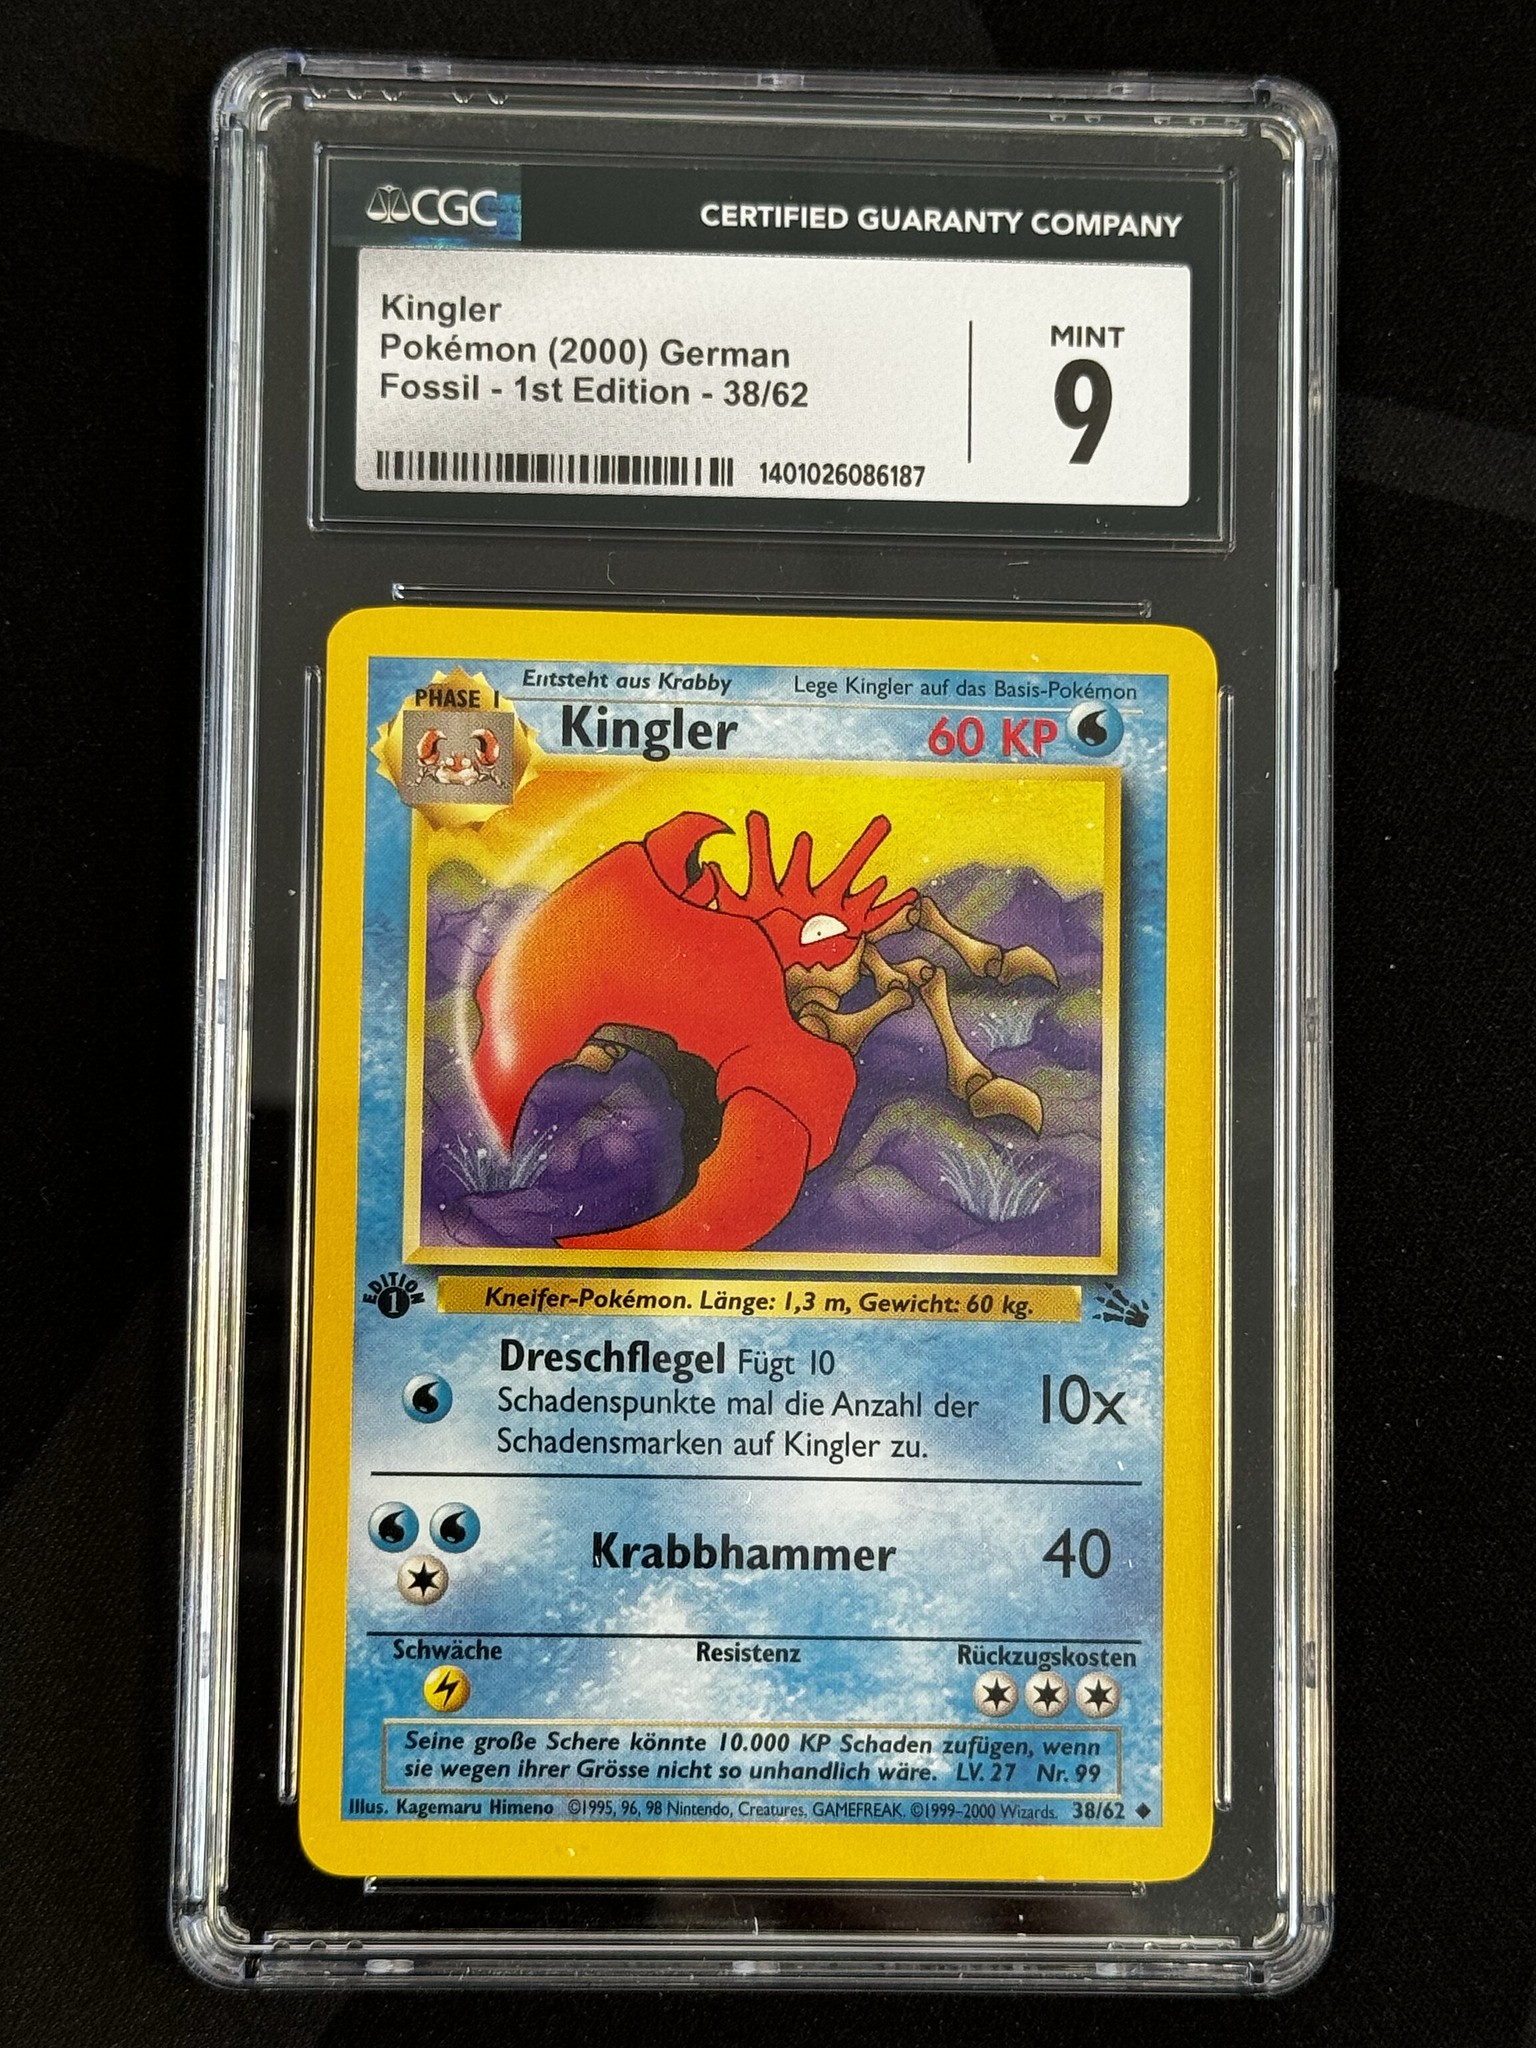 CGC
CERTIFIED GUARANTY COMPANY
Kingler
Pokémon (2000) German
Fossil - 1st Edition - 38/62
MINT
9
1401026086187
PHASE 1
Entsteht aus Krabby
Lege Kingler auf das Basis-Pokémon
Kingler
60 KP
EDITION
1
Kneifer-Pokémon. Länge: 1,3 m, Gewicht: 60 kg.
Dreschflegel Fügt 10
Schadenspunkte mal die Anzahl der
Schadensmarken auf Kingler zu.
10x
Krabbhammer
40
Schwäche
Resistenz
Rückzugskosten
Seine große Schere könnte 10.000 KP Schaden zufügen, wenn
sie wegen ihrer Grösse nicht so unhandlich wäre. LV. 27 Nr. 99
Illus. Kagemaru Himeno ©1995, 96, 98 Nintendo, Creatures, GAMEFREAK. ©1999–2000 Wizards. 38/62